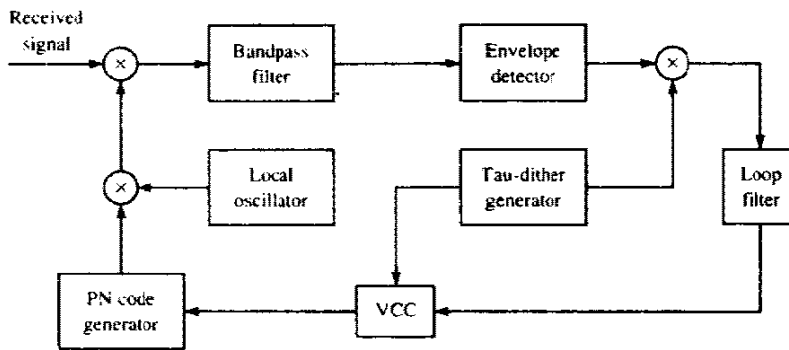 Received
signal
×
Bandpass
filter
Envelope
detector
×
×
Local
oscillator
Tau-dither
generator
Loop
filter
PN code
generator
VCC